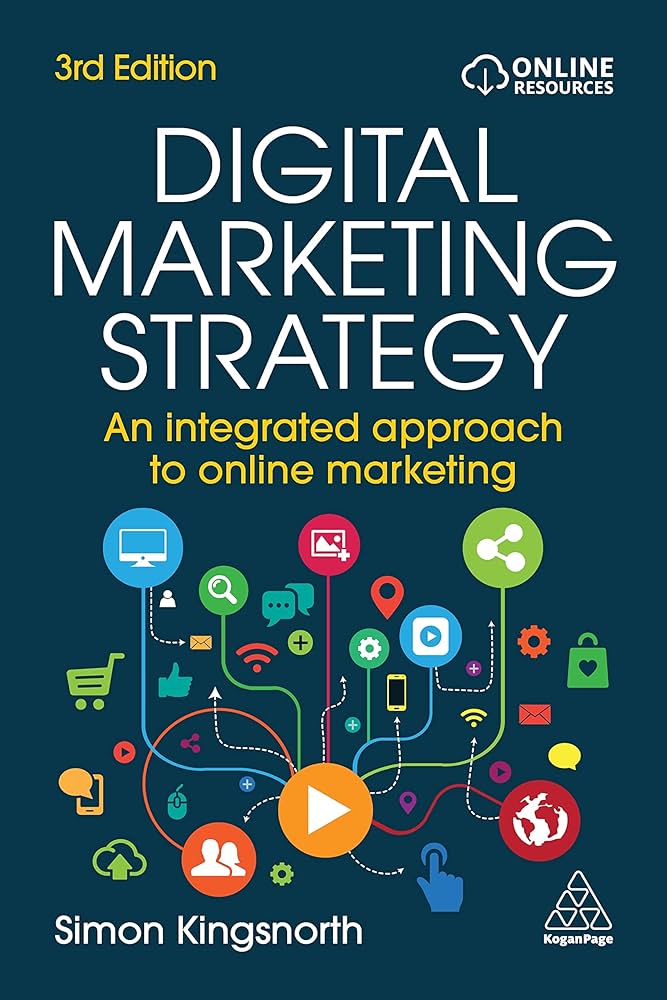 3rd Edition
ONLINE
RESOURCES
DIGITAL
MARKETING
STRATEGY
An integrated approach
to online marketing
Simon Kingsnorth
KoganPage